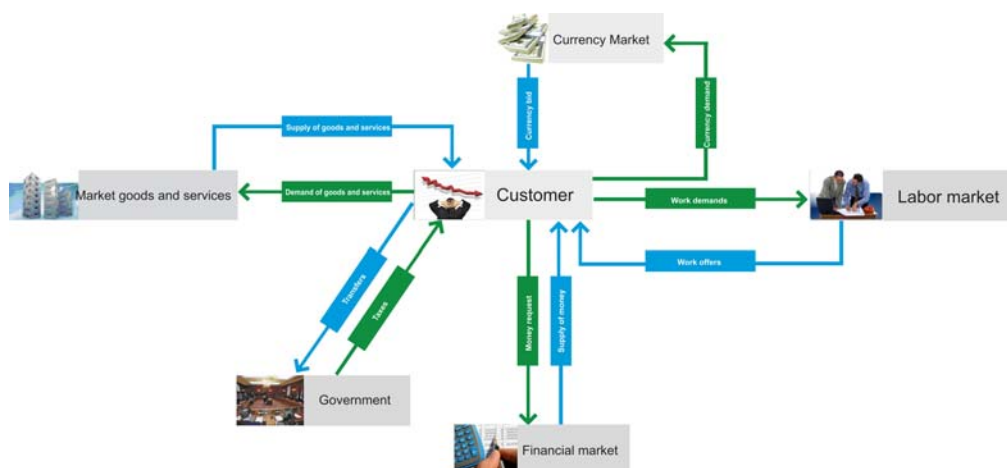 Currency Market
Currency bid
Currency demand
Supply of goods and services
Market goods and services
Demand of goods and services
Customer
Work demands
Labor market
Work offers
Transfers
Taxes
Money request
Supply of money
Government
Financial market